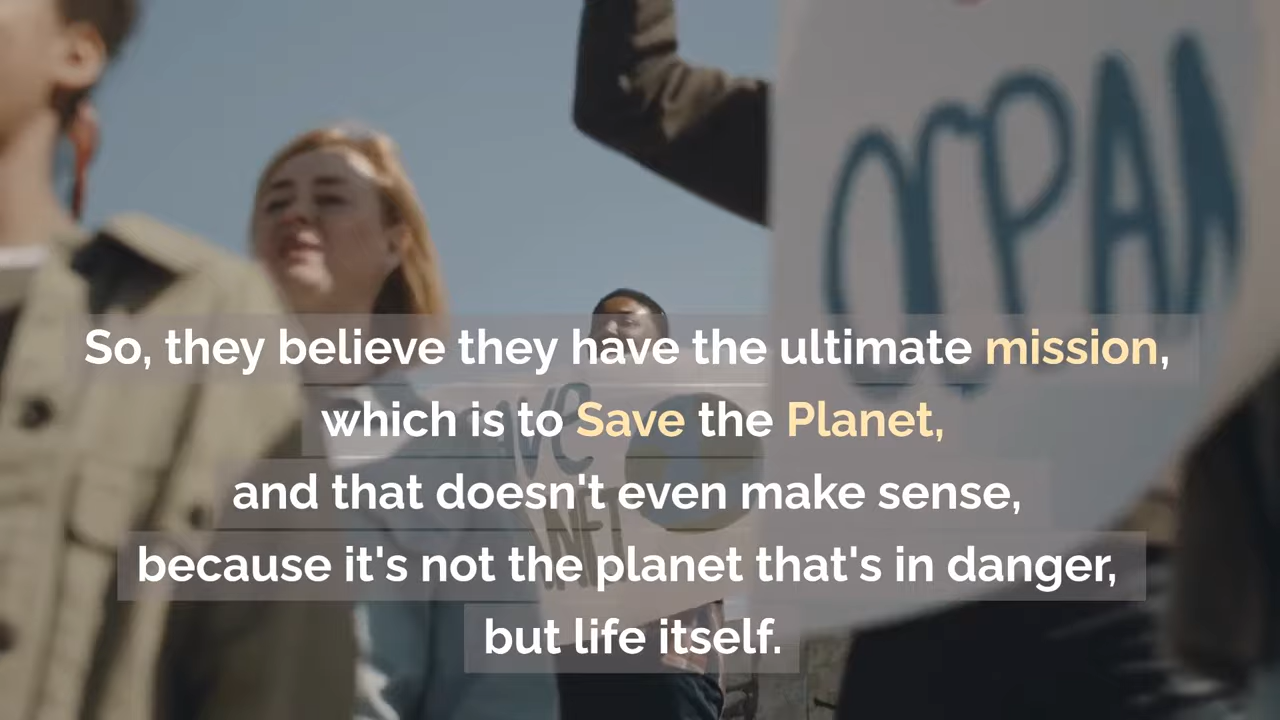 So, they believe they have the ultimate mission,
which is to Save the Planet,
and that doesn't even make sense,
because it's not the planet that's in danger,
but life itself.